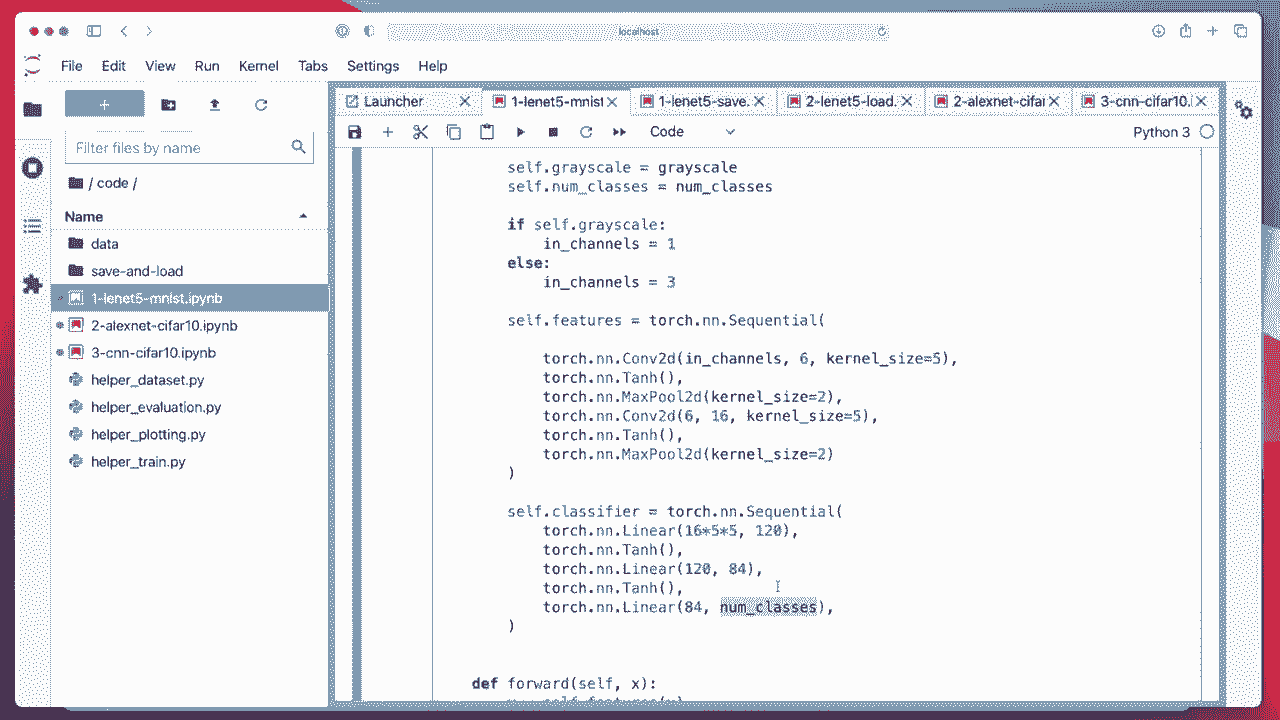 localhost
File Edit View Run Kernel Tabs Settings Help
+
Filter files by name
/ code /
Name
data
save-and-load
1-lenet5-mnist.ipynb
2-alexnet-cifar10.ipynb
3-cnn-cifar10.ipynb
helper_dataset.py
helper_evaluation.py
helper_plotting.py
helper_train.py
Launcher 1-lenet5-mnist 1-lenet5-save. 2-lenet5-load. 2-alexnet-cifai 3-cnn-cifar10.
Code Python 3
self.grayscale = grayscale
self.num_classes = num_classes
if self.grayscale:
in_channels = 1
else:
in_channels = 3
self.features = torch.nn.Sequential(
torch.nn.Conv2d(in_channels, 6, kernel_size=5),
torch.nn.Tanh(),
torch.nn.MaxPool2d(kernel_size=2),
torch.nn.Conv2d(6, 16, kernel_size=5),
torch.nn.Tanh(),
torch.nn.MaxPool2d(kernel_size=2)
)
self.classifier = torch.nn.Sequential(
torch.nn.Linear(16*5*5, 120),
torch.nn.Tanh(),
torch.nn.Linear(120, 84),
torch.nn.Tanh(),
torch.nn.Linear(84, num_classes),
)
def forward(self, x):